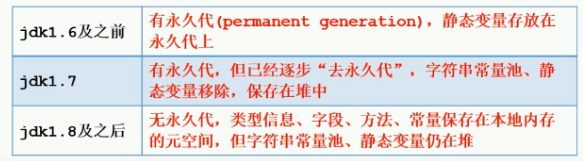 jdk1.6及之前
有永久代(permanent generation)，静态变量存放在
永久代上
jdk1.7
有永久代，但已经逐步“去永久代”，字符串常量池、静
态变量移除，保存在堆中
jdk1.8及之后
无永久代，类型信息、字段、方法、常量保存在本地内存
的元空间，但字符串常量池、静态变量仍在堆